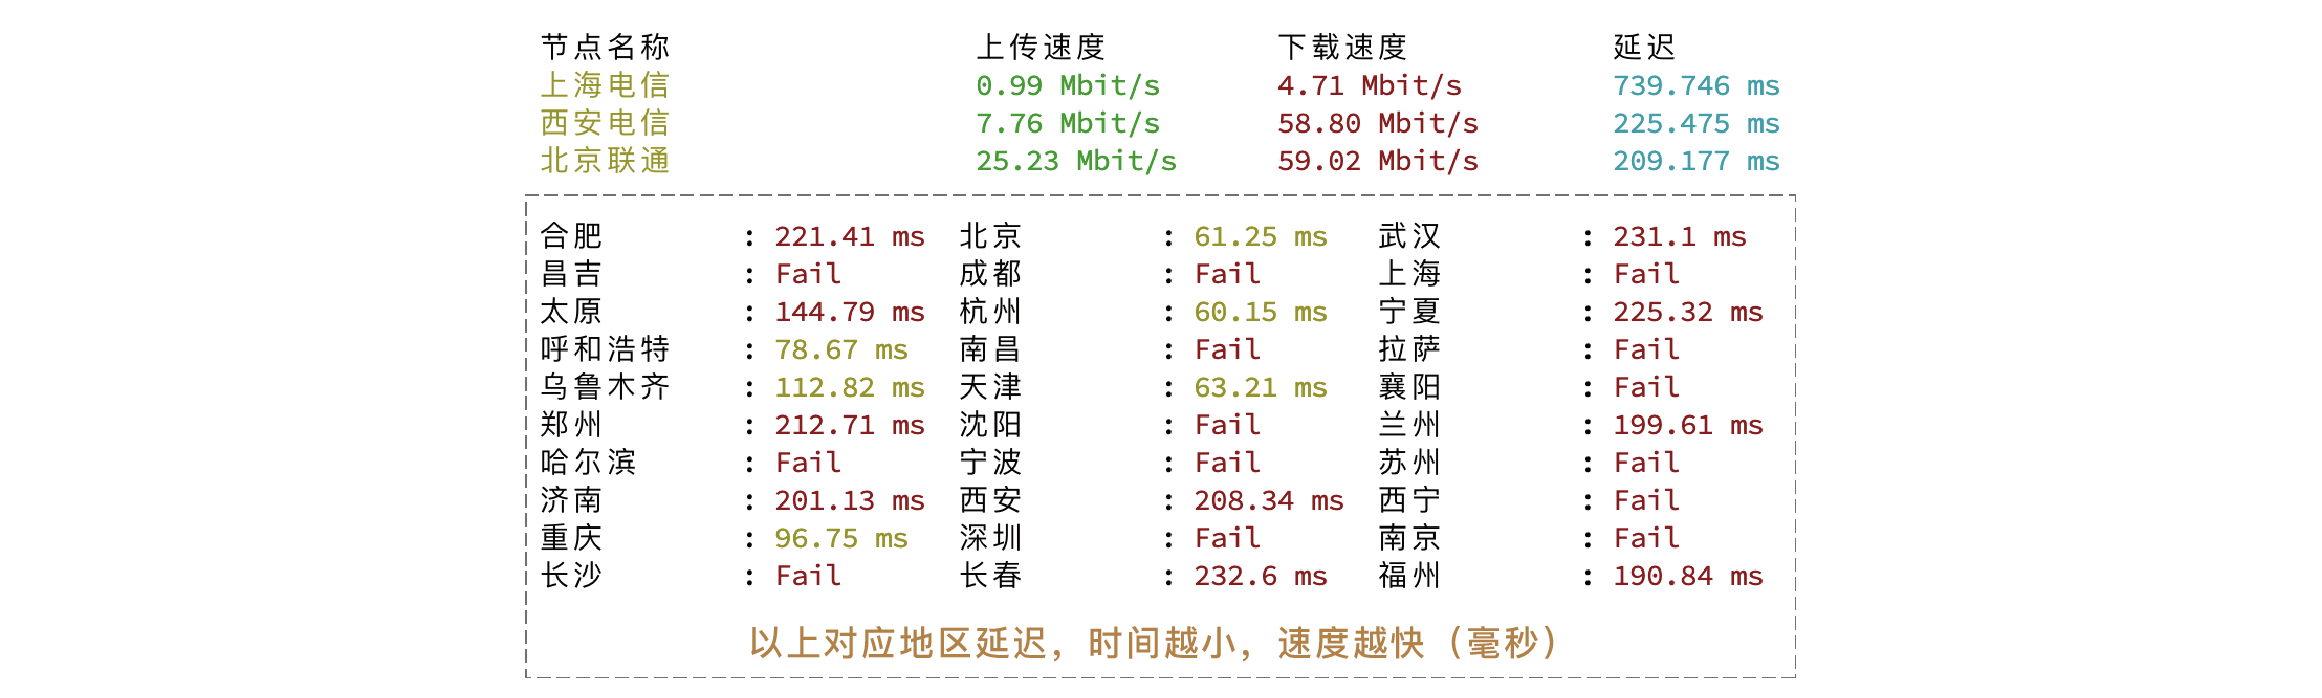 节点名称 上传速度 下载速度 延迟
上海电信 0.99 Mbit/s 4.71 Mbit/s 739.746 ms
西安电信 7.76 Mbit/s 58.80 Mbit/s 225.475 ms
北京联通 25.23 Mbit/s 59.02 Mbit/s 209.177 ms
合肥 : 221.41 ms 北京 : 61.25 ms 武汉 : 231.1 ms
昌吉 : Fail 成都 : Fail 上海 : Fail
太原 : 144.79 ms 杭州 : 60.15 ms 宁夏 : 225.32 ms
呼和浩特 : 78.67 ms 南昌 : Fail 拉萨 : Fail
乌鲁木齐 : 112.82 ms 天津 : 63.21 ms 襄阳 : Fail
郑州 : 212.71 ms 沈阳 : Fail 兰州 : 199.61 ms
哈尔滨 : Fail 宁波 : Fail 苏州 : Fail
济南 : 201.13 ms 西安 : 208.34 ms 西宁 : Fail
重庆 : 96.75 ms 深圳 : Fail 南京 : Fail
长沙 : Fail 长春 : 232.6 ms 福州 : 190.84 ms
以上对应地区延迟，时间越小，速度越快（毫秒）